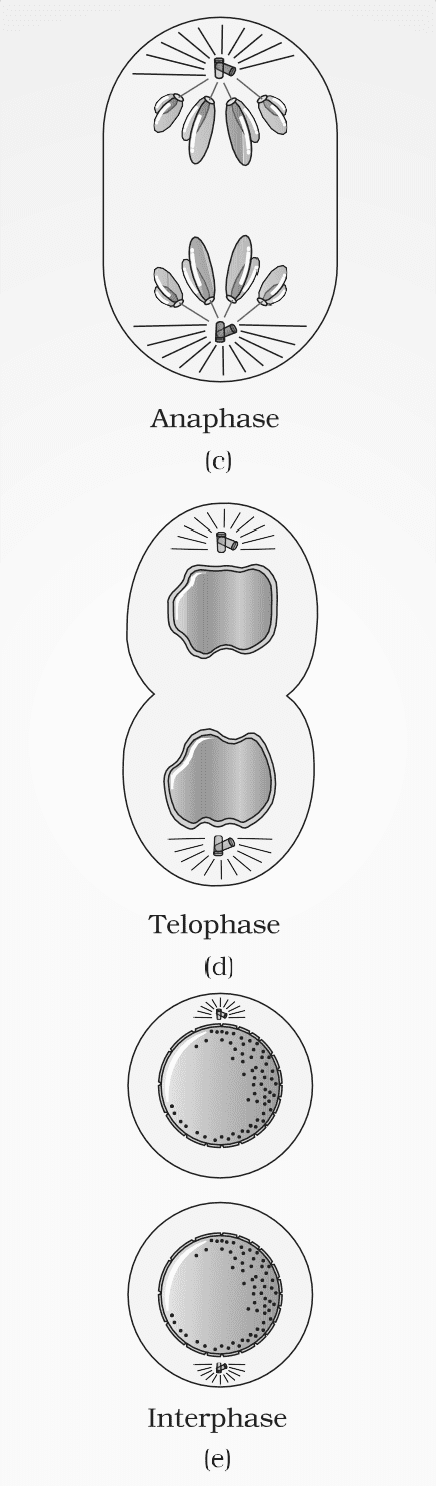 Anaphase
(c)
Telophase
(d)
Interphase
(e)